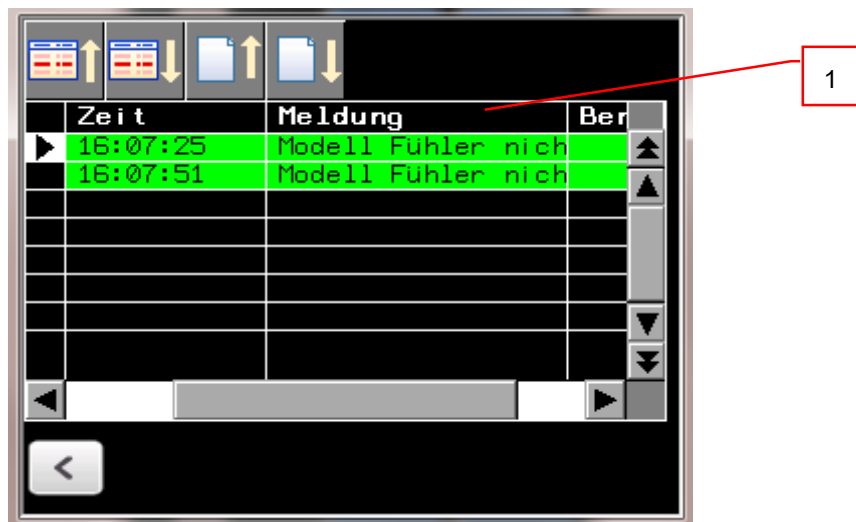 1
Zeit Meldung Ber
16:07:25 Modell Fühler nich
16:07:51 Modell Fühler nich
<